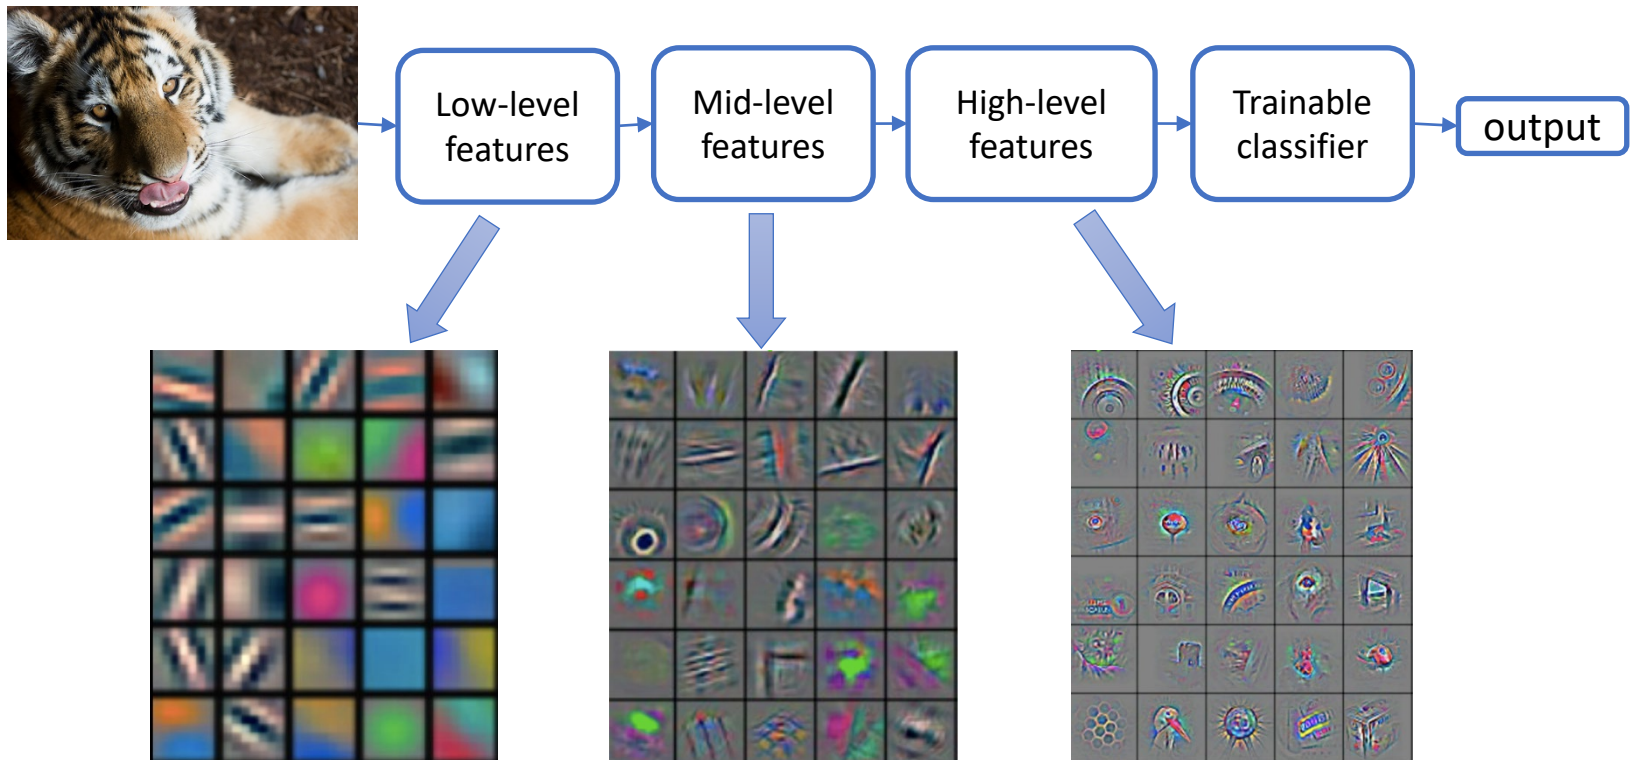 Low-level
features
Mid-level
features
High-level
features
Trainable
classifier
output